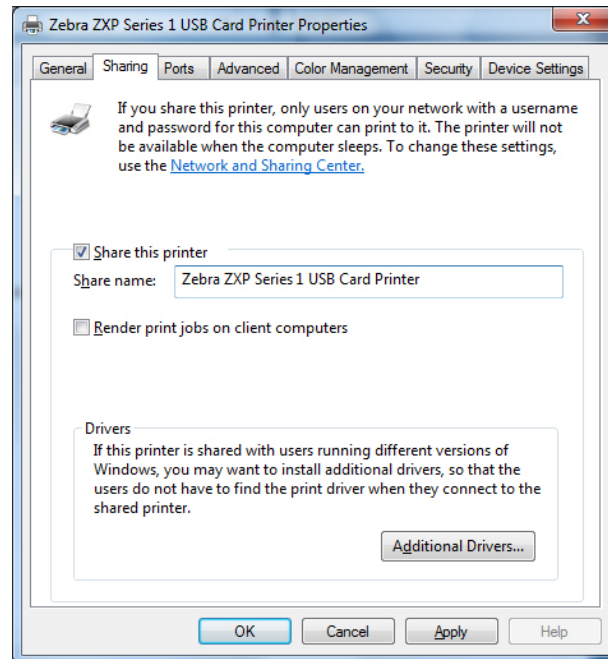 Zebra ZXP Series 1 USB Card Printer Properties
General Sharing Ports Advanced Color Management Security Device Settings
If you share this printer, only users on your network with a username
and password for this computer can print to it. The printer will not
be available when the computer sleeps. To change these settings,
use the Network and Sharing Center.
Share this printer
Share name: Zebra ZXP Series 1 USB Card Printer
Render print jobs on client computers
Drivers
If this printer is shared with users running different versions of
Windows, you may want to install additional drivers, so that the
users do not have to find the print driver when they connect to the
shared printer.
Additional Drivers...
OK Cancel Apply Help